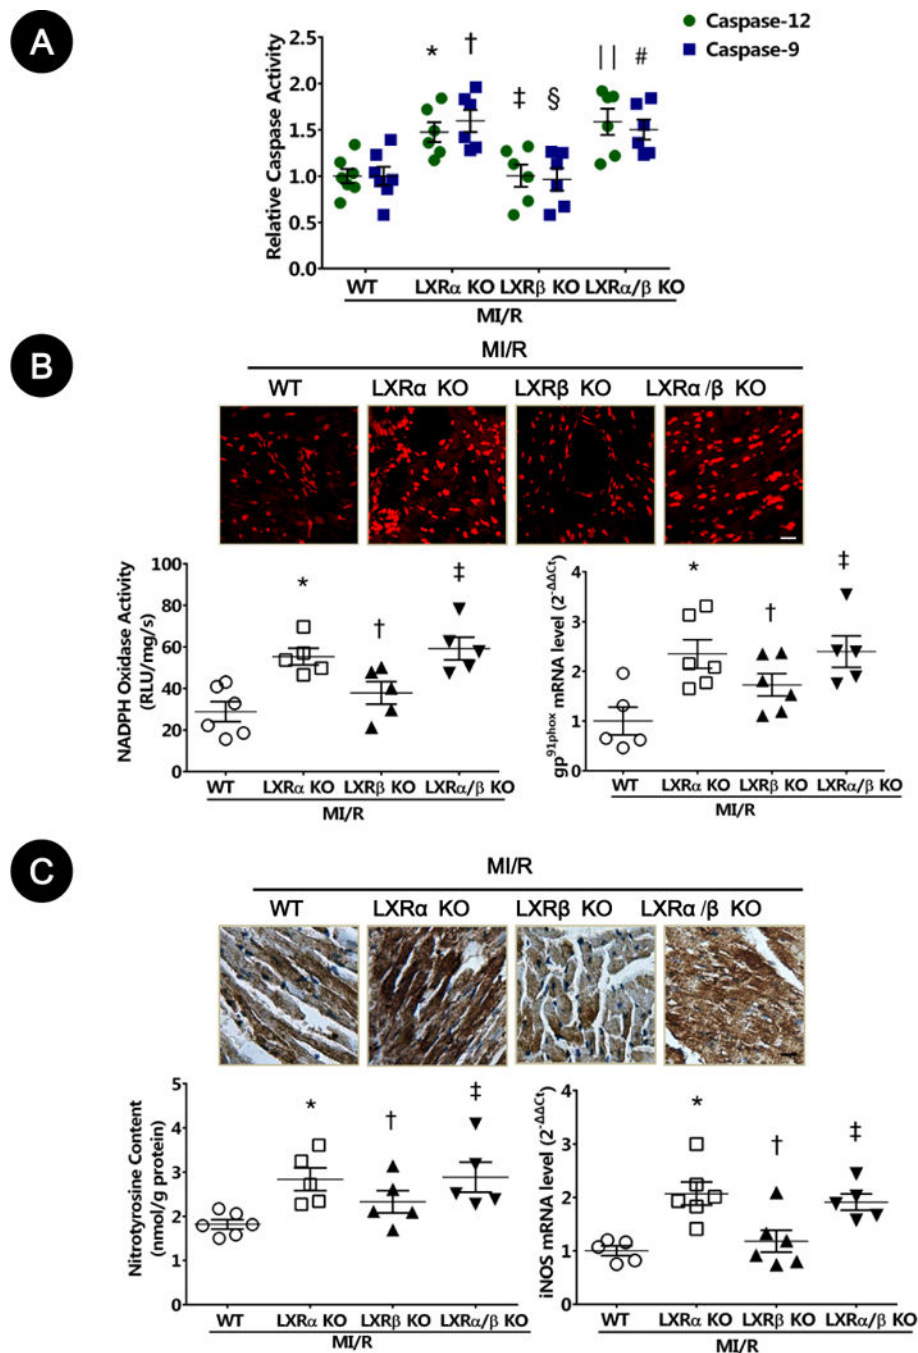 A
Caspase-12
Caspase-9
Relative Caspase Activity
2.5
2.0
1.5
1.0
0.5
0.0
* † ‡ § || #
WT LXRα KO LXRβ KO LXRα/β KO
MI/R
B
MI/R
WT LXRα KO LXRβ KO LXRα/β KO
NADPH Oxidase Activity
(RLU/mg/s)
100
80
60
40
20
0
* † ‡
WT LXRα KO LXRβ KO LXRα/β KO
MI/R
gp91phox mRNA level (2-ΔΔCt)
4
3
2
1
0
* † ‡
WT LXRα KO LXRβ KO LXRα/β KO
MI/R
C
MI/R
WT LXRα KO LXRβ KO LXRα/β KO
Nitrotyrosine Content
(nmol/g protein)
5
4
3
2
1
0
* † ‡
WT LXRα KO LXRβ KO LXRα/β KO
MI/R
iNOS mRNA level (2-ΔΔCt)
4
3
2
1
0
* † ‡
WT LXRα KO LXRβ KO LXRα/β KO
MI/R